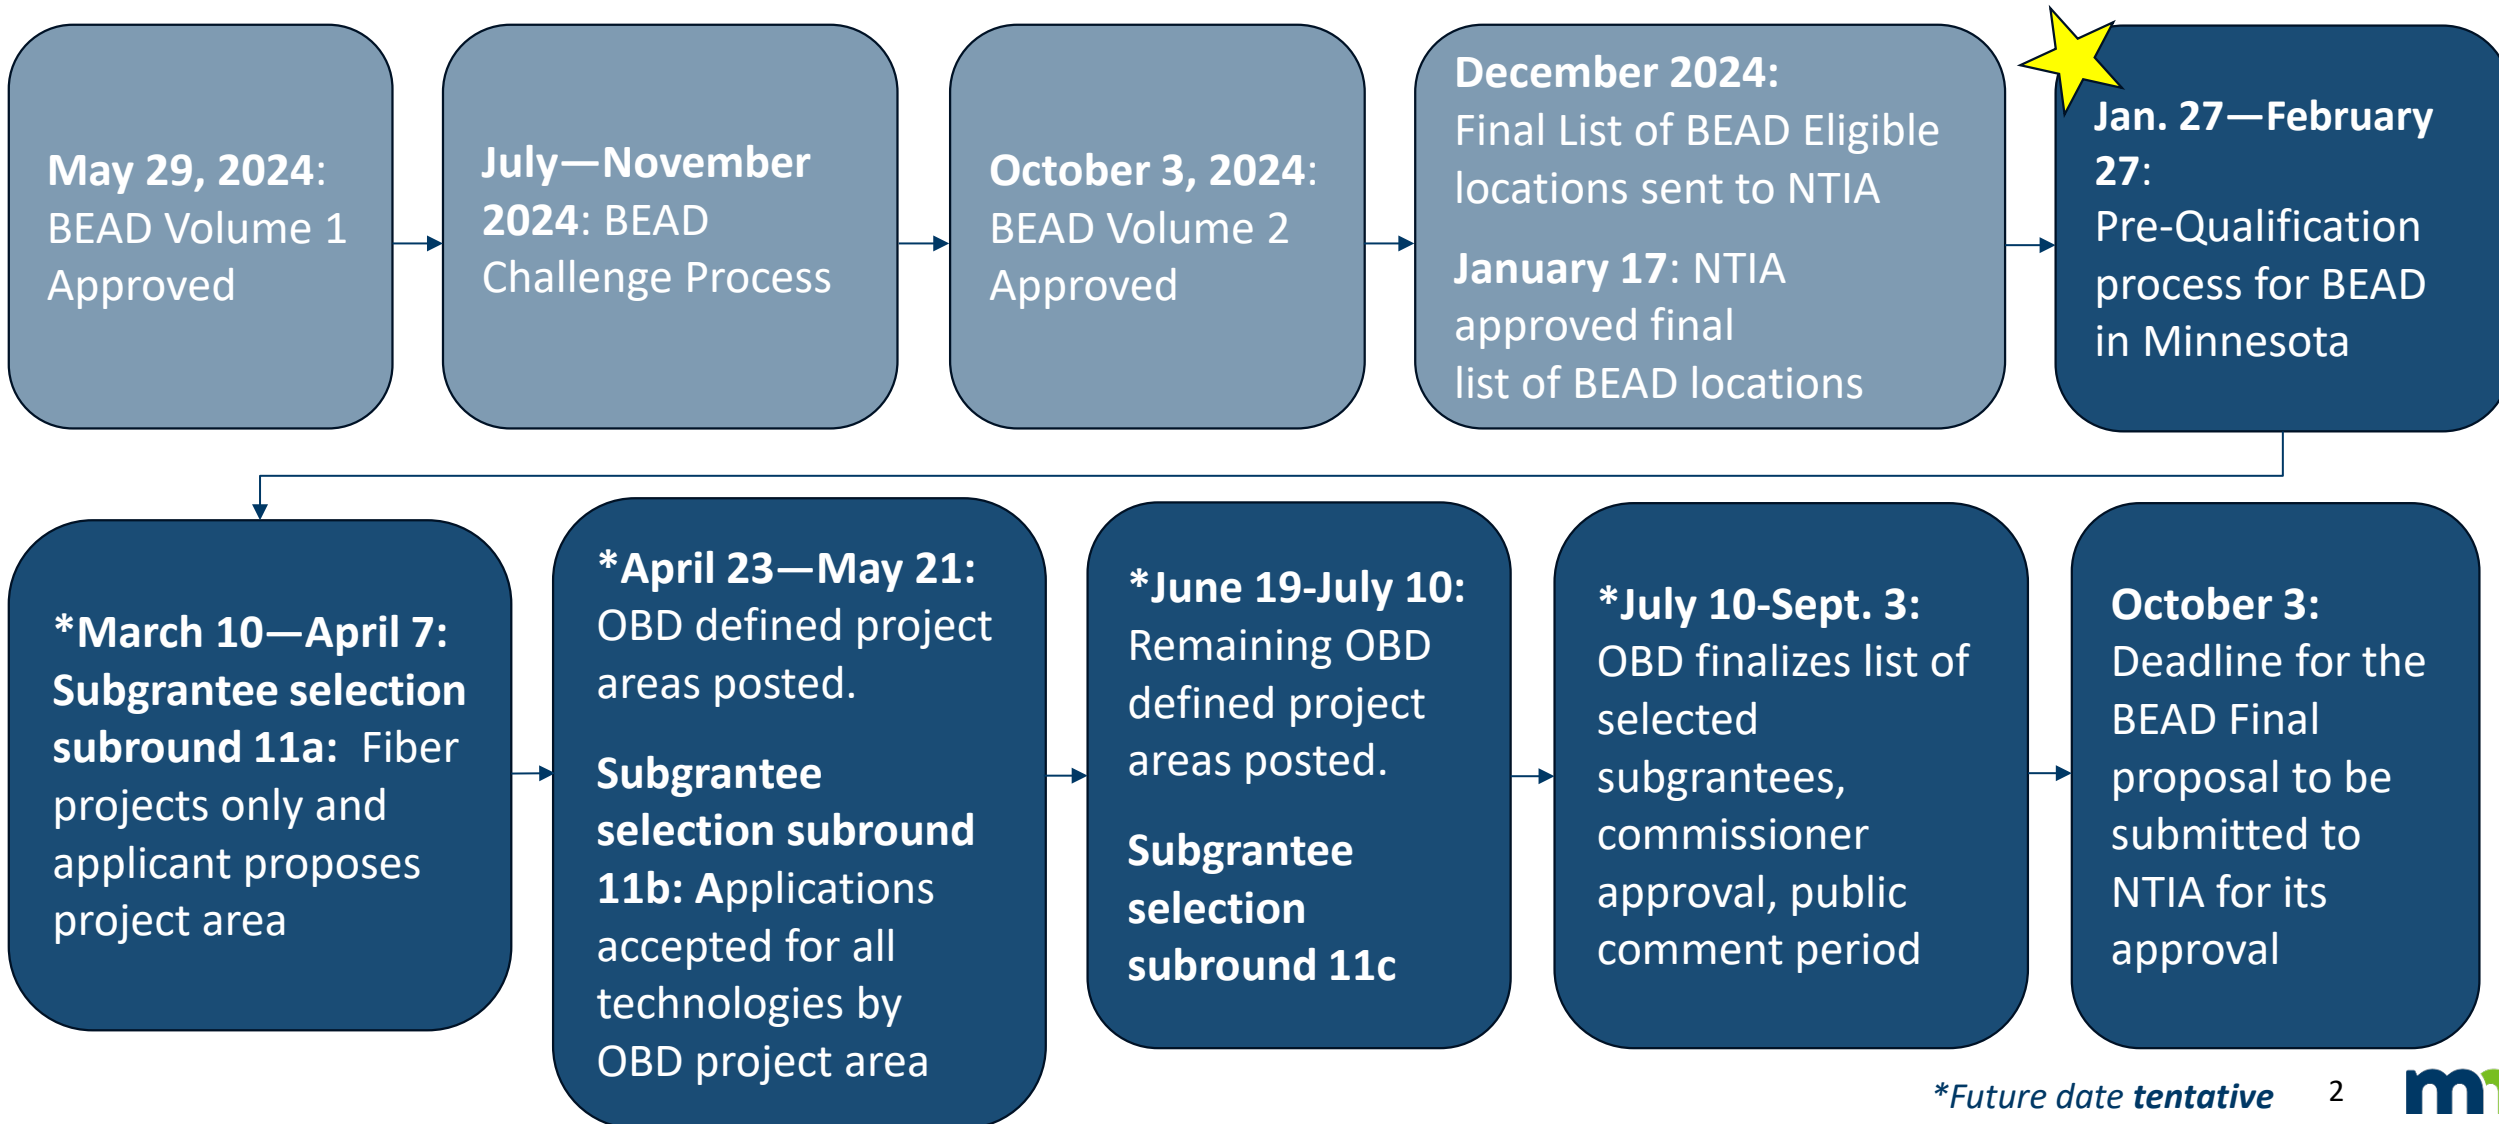 May 29, 2024:
BEAD Volume 1
Approved
July—November
2024: BEAD
Challenge Process
October 3, 2024:
BEAD Volume 2
Approved
December 2024:
Final List of BEAD Eligible
locations sent to NTIA
January 17: NTIA
approved final
list of BEAD locations
Jan. 27—February
27:
Pre-Qualification
process for BEAD
in Minnesota
*March 10—April 7:
Subgrantee selection
subround 11a: Fiber
projects only and
applicant proposes
project area
*April 23—May 21:
OBD defined project
areas posted.
Subgrantee
selection subround
11b: Applications
accepted for all
technologies by
OBD project area
*June 19-July 10:
Remaining OBD
defined project
areas posted.
Subgrantee
selection
subround 11c
*July 10-Sept. 3:
OBD finalizes list of
selected
subgrantees,
commissioner
approval, public
comment period
October 3:
Deadline for the
BEAD Final
proposal to be
submitted to
NTIA for its
approval
*Future date tentative
2